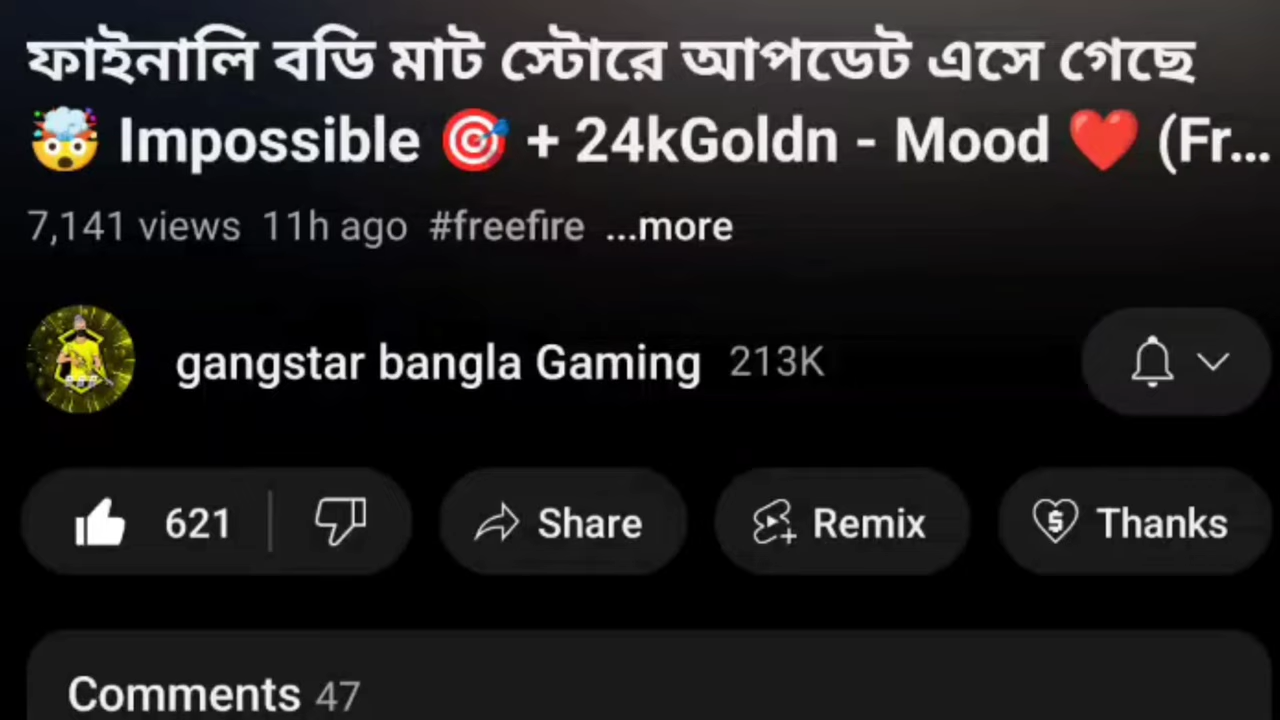 ফাইনালি বডি মাট স্টোরে আপডেট এসে গেছে
🤯 Impossible 🎯 + 24kGoldn - Mood ❤️ (Fr...
7,141 views 11h ago #freefire ...more
gangstar bangla Gaming 213K
621 Share Remix Thanks
Comments 47